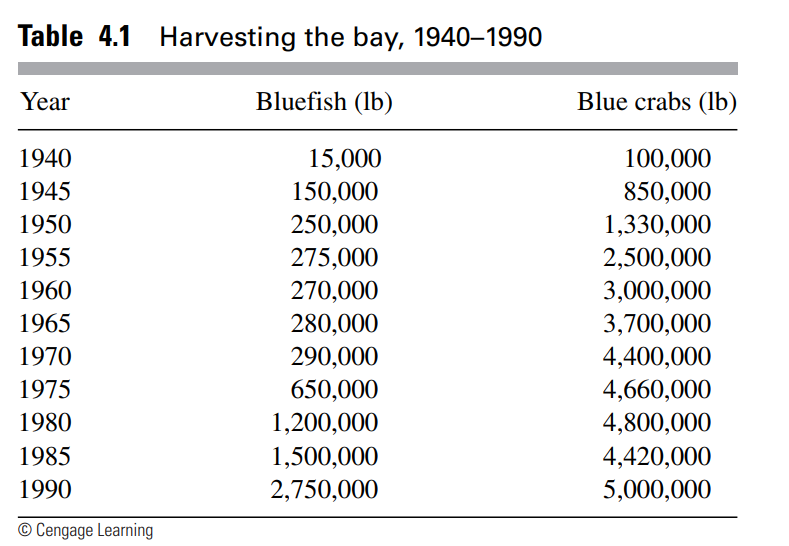 Table 4.1 Harvesting the bay, 1940–1990
Year Bluefish (lb) Blue crabs (lb)
1940 15,000 100,000
1945 150,000 850,000
1950 250,000 1,330,000
1955 275,000 2,500,000
1960 270,000 3,000,000
1965 280,000 3,700,000
1970 290,000 4,400,000
1975 650,000 4,660,000
1980 1,200,000 4,800,000
1985 1,500,000 4,420,000
1990 2,750,000 5,000,000
© Cengage Learning